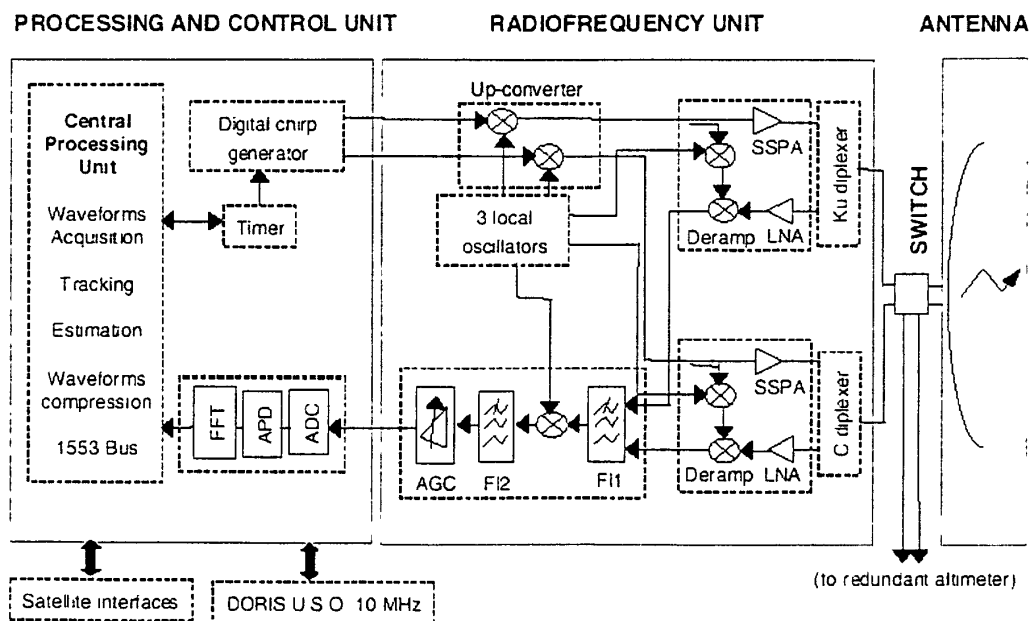 PROCESSING AND CONTROL UNIT
RADIOFREQUENCY UNIT
ANTENNA
Central
Processing
Unit
Waveforms
Acquisition
Tracking
Estimation
Waveforms
compression
1553 Bus
Digital chirp
generator
Timer
FFT
APD
ADC
Up-converter
3 local
oscillators
SSPA
Deramp
LNA
Ku diplexer
SWITCH
SSPA
Deramp
LNA
C diplexer
AGC
FI2
FI1
(to redundant altimeter)
Satellite interfaces
DORIS U S O 10 MHz